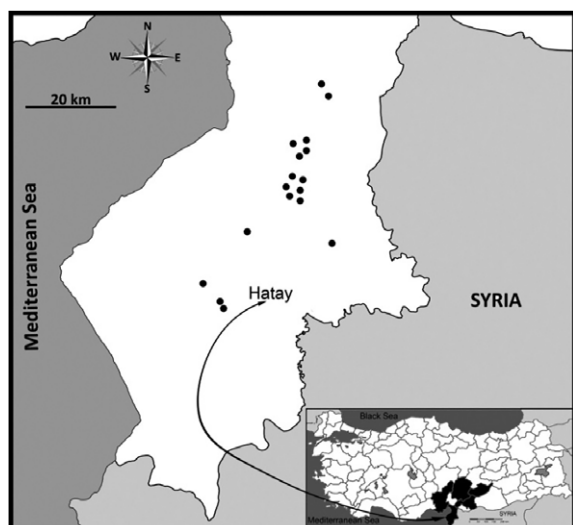 N
W E
S
20 km
Mediterranean Sea
Hatay
SYRIA
Black Sea
Mediterranean Sea
SYRIA